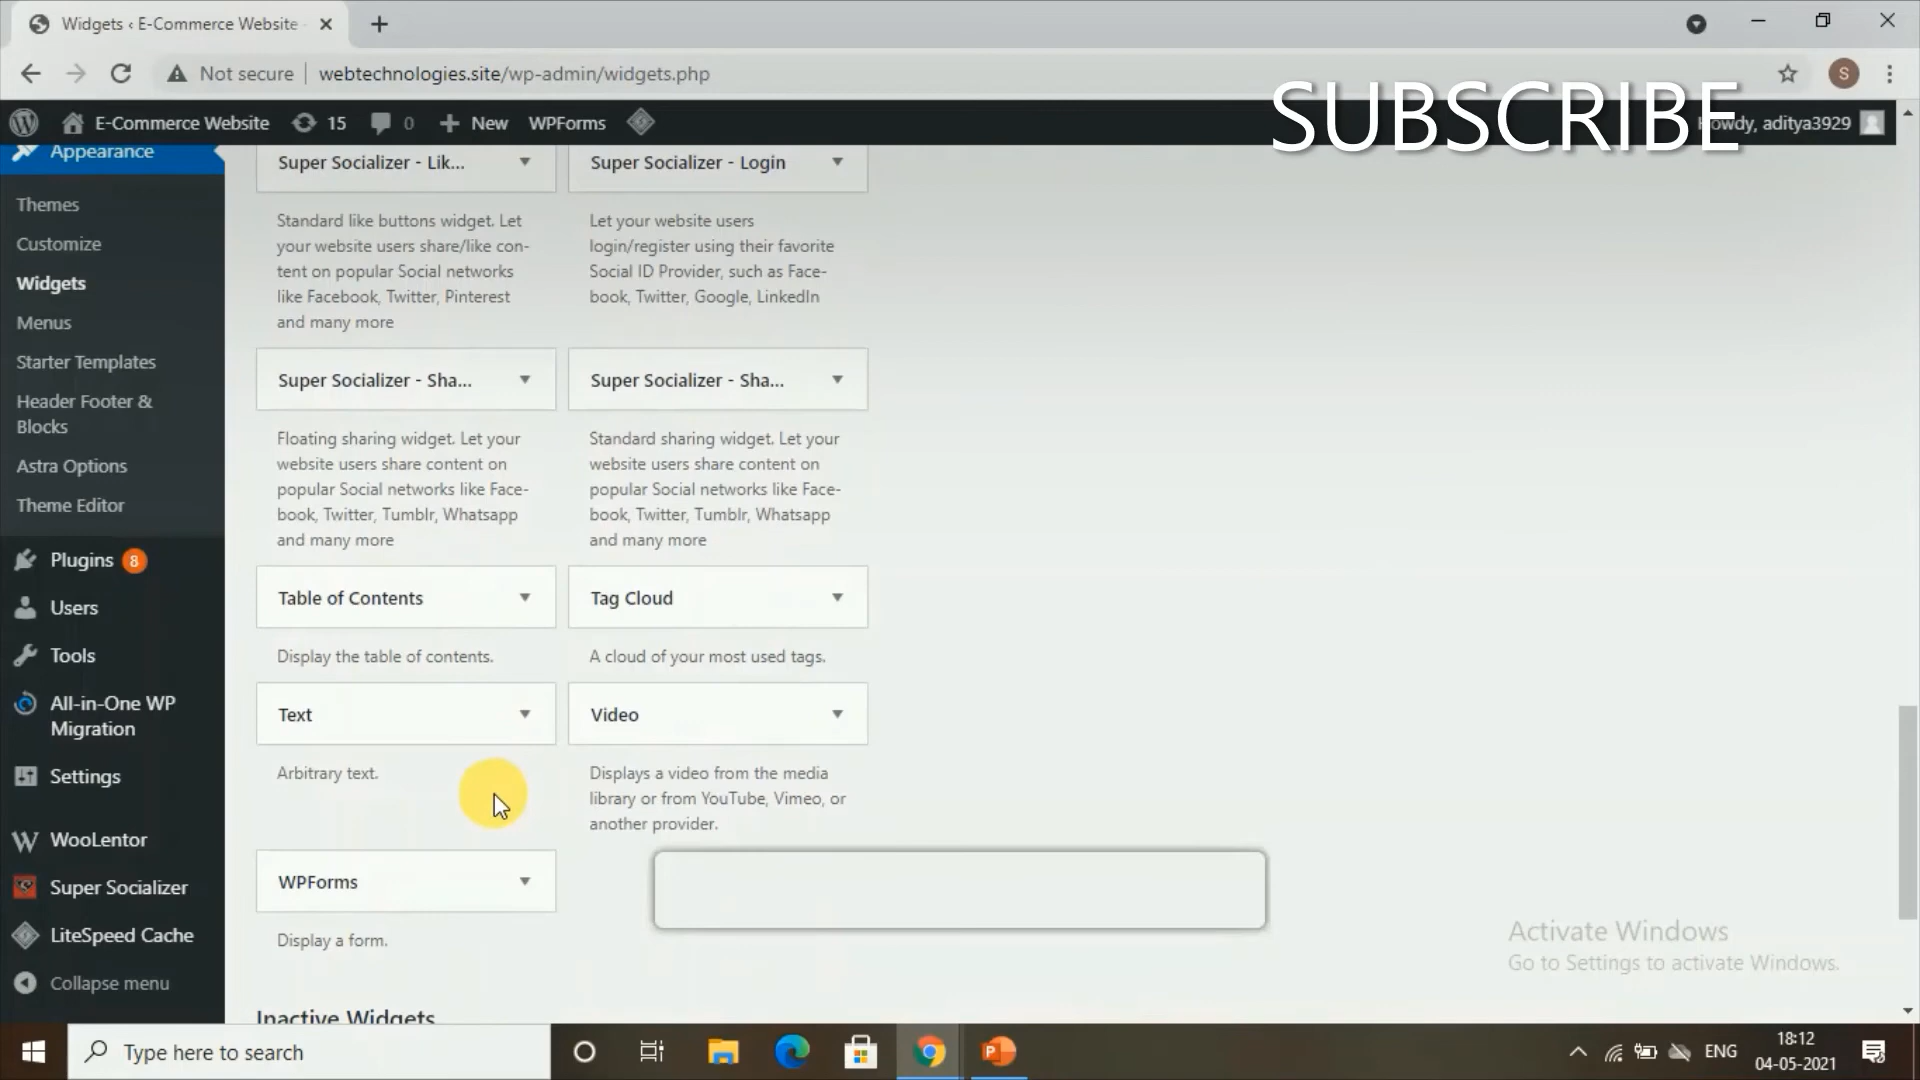 Widgets ‹ E-Commerce Website
Not secure
webtechnologies.site/wp-admin/widgets.php
S
SUBSCRIBE
E-Commerce Website
15
0
New
WPForms
Howdy, aditya3929
Appearance
Themes
Customize
Widgets
Menus
Starter Templates
Header Footer &
Blocks
Astra Options
Theme Editor
Plugins 8
Users
Tools
All-in-One WP
Migration
Settings
WooLentor
Super Socializer
LiteSpeed Cache
Collapse menu
Super Socializer - Lik...
Standard like buttons widget. Let
your website users share/like con-
tent on popular Social networks
like Facebook, Twitter, Pinterest
and many more
Super Socializer - Login
Let your website users
login/register using their favorite
Social ID Provider, such as Face-
book, Twitter, Google, LinkedIn
Super Socializer - Sha...
Floating sharing widget. Let your
website users share content on
popular Social networks like Face-
book, Twitter, Tumblr, Whatsapp
and many more
Super Socializer - Sha...
Standard sharing widget. Let your
website users share content on
popular Social networks like Face-
book, Twitter, Tumblr, Whatsapp
and many more
Table of Contents
Display the table of contents.
Tag Cloud
A cloud of your most used tags.
Text
Arbitrary text.
Video
Displays a video from the media
library or from YouTube, Vimeo, or
another provider.
WPForms
Display a form.
Inactive Widgets
Activate Windows
Go to Settings to activate Windows.
Type here to search
ENG
18:12
04-05-2021